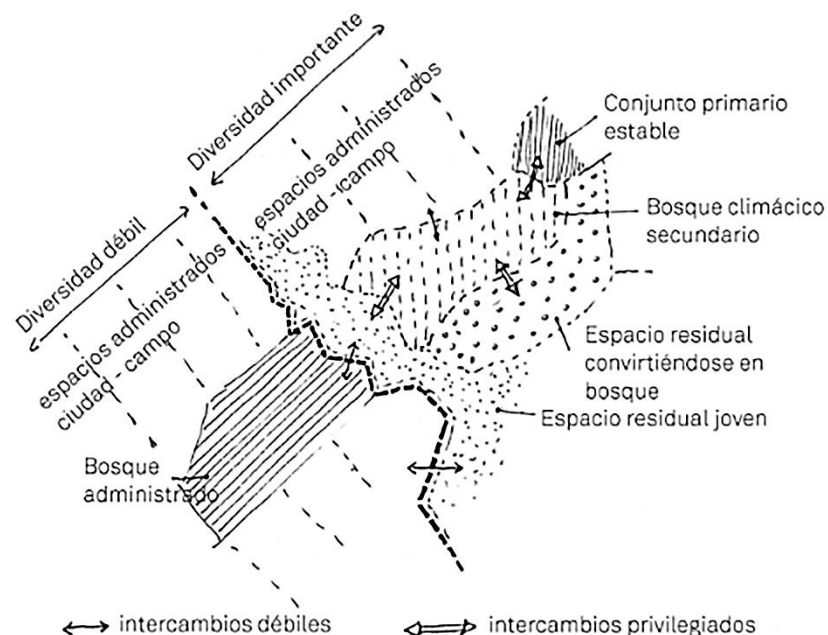 Diversidad importante
espacios administrados
ciudad - campo
Diversidad débil
espacios administrados
ciudad - campo
Conjunto primario
estable
Bosque climácico
secundario
Espacio residual
convirtiéndose en
bosque
Espacio residual joven
Bosque
administrado
intercambios débiles
intercambios privilegiados